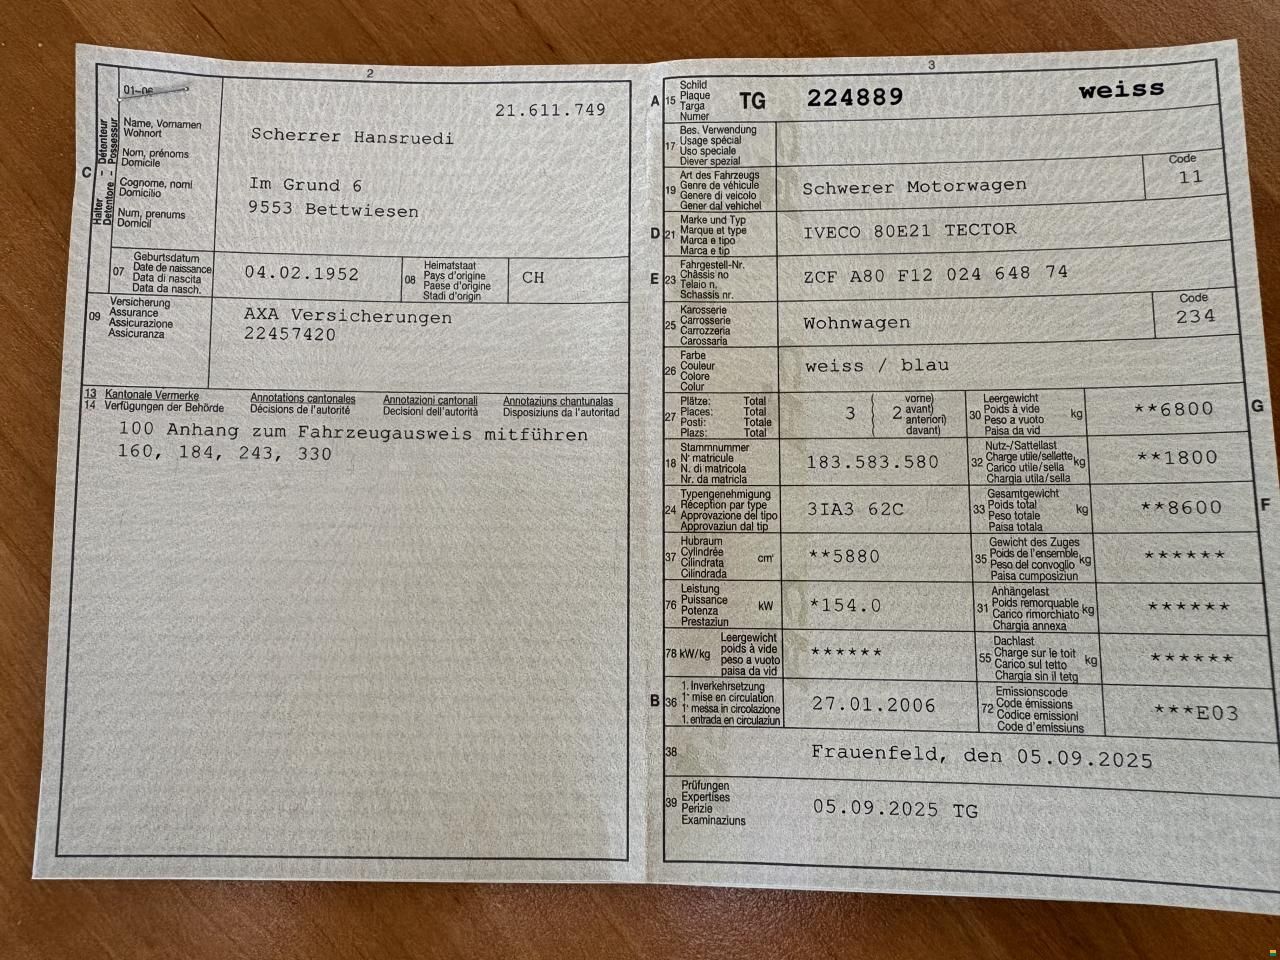 2
01-06
21.611.749
C
Halter - Détenteur
Detentore - Possessur
Name, Vornamen
Wohnort
Nom, prénoms
Domicile
Cognome, nomi
Domicilio
Num, prenums
Domicil
Scherrer Hansruedi
Im Grund 6
9553 Bettwiesen
07
Geburtsdatum
Date de naissance
Data di nascita
Data da nasch.
04.02.1952
08
Heimatstaat
Pays d'origine
Paese d'origine
Stadi d'origin
CH
09
Versicherung
Assurance
Assicurazione
Assicuranza
AXA Versicherungen
22457420
13 Kantonale Vermerke Annotations cantonales Annotazioni cantonali Annotaziuns chantunalas
14 Verfügungen der Behörde Décisions de l'autorité Decisioni dell'autorità Disposiziuns da l'autoritad
100 Anhang zum Fahrzeugausweis mitführen
160, 184, 243, 330
3
A 15
Schild
Plaque
Targa
Numer
TG 224889 weiss
17
Bes. Verwendung
Usage spécial
Uso speciale
Diever spezial
19
Art des Fahrzeugs
Genre de véhicule
Genere di veicolo
Gener dal vehichel
Schwerer Motorwagen
Code
11
D 21
Marke und Typ
Marque et type
Marca e tipo
Marca e tip
IVECO 80E21 TECTOR
E 23
Fahrgestell-Nr.
Châssis no
Telaio n.
Schassis nr.
ZCF A80 F12 024 648 74
25
Karosserie
Carrosserie
Carrozzeria
Carossaria
Wohnwagen
Code
234
26
Farbe
Couleur
Colore
Colur
weiss / blau
27
Plätze: Total
Places: Total
Posti: Totale
Plazs: Total
3 ( 2
vorne)
avant)
anteriori)
davant)
30
Leergewicht
Poids à vide
Peso a vuoto
Paisa da vid
kg
**6800
G
18
Stammnummer
N° matricule
N. di matricola
Nr. da matricla
183.583.580
32
Nutz-/Sattellast
Charge utile/sellette
Carico utile/sella
Chargia utila/sella
kg
**1800
24
Typengenehmigung
Réception par type
Approvazione del tipo
Approvaziun dal tip
3IA3 62C
33
Gesamtgewicht
Poids total
Peso totale
Paisa totala
kg
**8600
F
37
Hubraum
Cylindrée
Cilindrata
Cilindrada
cm³
**5880
35
Gewicht des Zuges
Poids de l'ensemble
Peso del convoglio
Paisa cumposiziun
kg
******
76
Leistung
Puissance
Potenza
Prestaziun
kW
*154.0
31
Anhängelast
Poids remorquable
Carico rimorchiato
Chargia annexa
kg
******
78 kW/kg
Leergewicht
poids à vide
peso a vuoto
paisa da vid
******
55
Dachlast
Charge sur le toit
Carico sul tetto
Chargia sin il tetg
kg
******
B 36
1. Inverkehrsetzung
1re mise en circulation
1a messa in circolazione
1. entrada en circulaziun
27.01.2006
72
Emissionscode
Code émissions
Codice emissioni
Code d'emissiuns
***E03
38
Frauenfeld, den 05.09.2025
39
Prüfungen
Expertises
Perizie
Examinaziuns
05.09.2025 TG